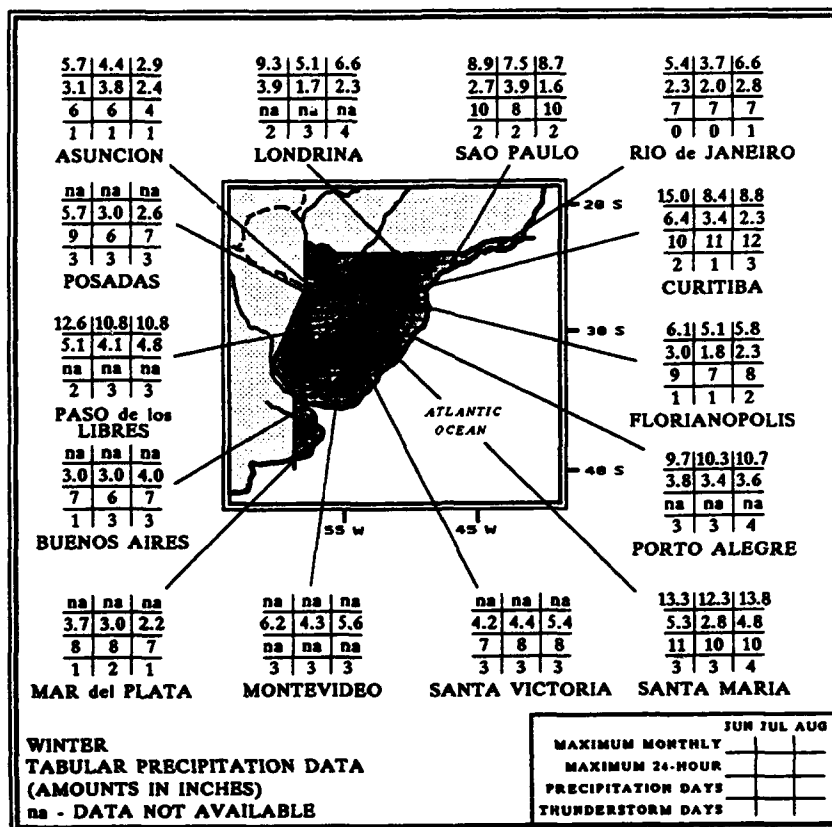 5.7 4.4 2.9
3.1 3.8 2.4
6 6 4
1 1 1
ASUNCION
9.3 5.1 6.6
3.9 1.7 2.3
na na na
2 3 4
LONDRINA
8.9 7.5 8.7
2.7 3.9 1.6
10 8 10
2 2 2
SAO PAULO
5.4 3.7 6.6
2.3 2.0 2.8
7 7 7
0 0 1
RIO de JANEIRO
na na na
5.7 3.0 2.6
9 6 7
3 3 3
POSADAS
20 S
30 S
40 S
55 W
45 W
ATLANTIC
OCEAN
15.0 8.4 8.8
6.4 3.4 2.3
10 11 12
2 1 3
CURITIBA
12.6 10.8 10.8
5.1 4.1 4.8
na na na
2 3 3
PASO de los
LIBRES
6.1 5.1 5.8
3.0 1.8 2.3
9 7 8
1 1 2
FLORIANOPOLIS
na na na
3.0 3.0 4.0
7 6 7
1 3 3
BUENOS AIRES
9.7 10.3 10.7
3.8 3.4 3.6
na na na
3 3 4
PORTO ALEGRE
na na na
3.7 3.0 2.2
8 8 7
1 2 1
MAR del PLATA
na na na
6.2 4.3 5.6
na na na
3 3 3
MONTEVIDEO
na na na
4.2 4.4 5.4
7 8 8
3 3 3
SANTA VICTORIA
13.3 12.3 13.8
5.3 2.8 4.8
11 10 10
3 3 4
SANTA MARIA
WINTER
TABULAR PRECIPITATION DATA
(AMOUNTS IN INCHES)
na - DATA NOT AVAILABLE
JUN JUL AUG
MAXIMUM MONTHLY
MAXIMUM 24-HOUR
PRECIPITATION DAYS
THUNDERSTORM DAYS